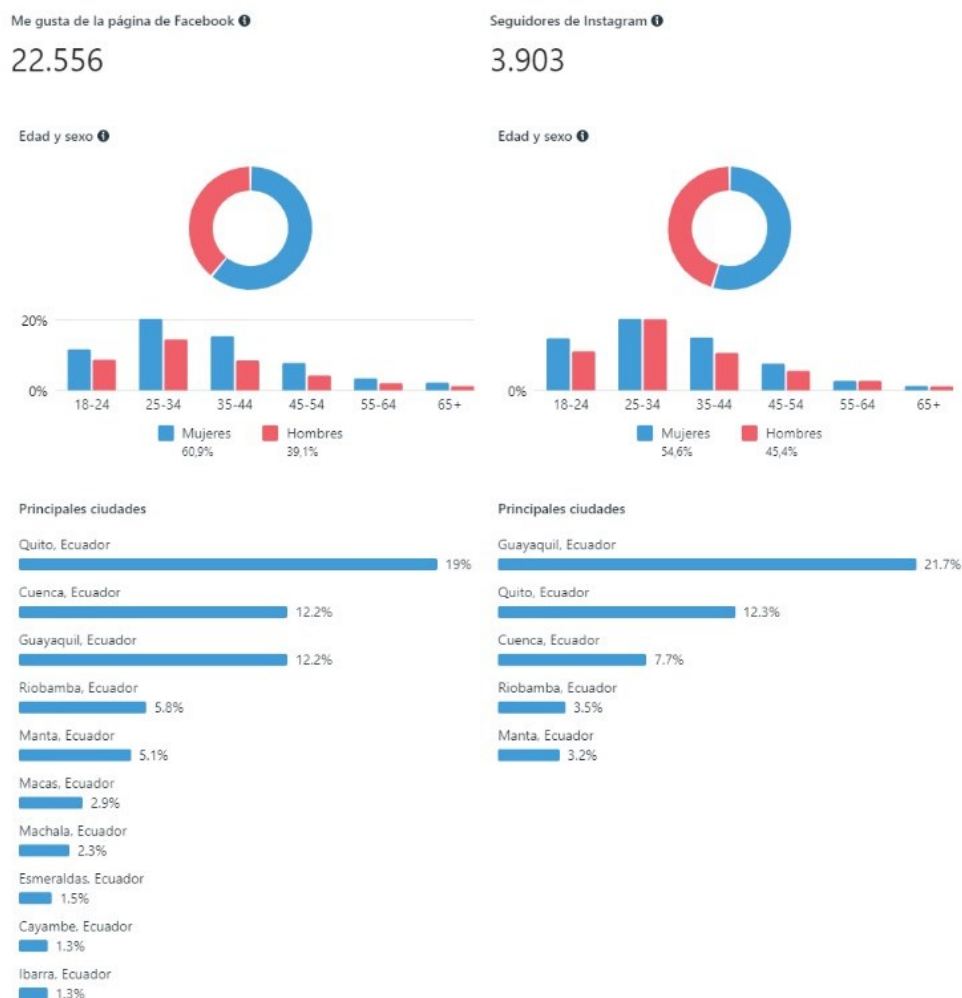 Me gusta de la página de Facebook
22.556
Edad y sexo
20%
0%
18-24 25-34 35-44 45-54 55-64 65+
Mujeres Hombres
60,9% 39,1%
Principales ciudades
Quito, Ecuador
19%
Cuenca, Ecuador
12.2%
Guayaquil, Ecuador
12.2%
Riobamba, Ecuador
5.8%
Manta, Ecuador
5.1%
Macas, Ecuador
2.9%
Machala, Ecuador
2.3%
Esmeraldas, Ecuador
1.5%
Cayambe, Ecuador
1.3%
Ibarra, Ecuador
1.3%
Seguidores de Instagram
3.903
Edad y sexo
0%
18-24 25-34 35-44 45-54 55-64 65+
Mujeres Hombres
54,6% 45,4%
Principales ciudades
Guayaquil, Ecuador
21.7%
Quito, Ecuador
12.3%
Cuenca, Ecuador
7.7%
Riobamba, Ecuador
3.5%
Manta, Ecuador
3.2%